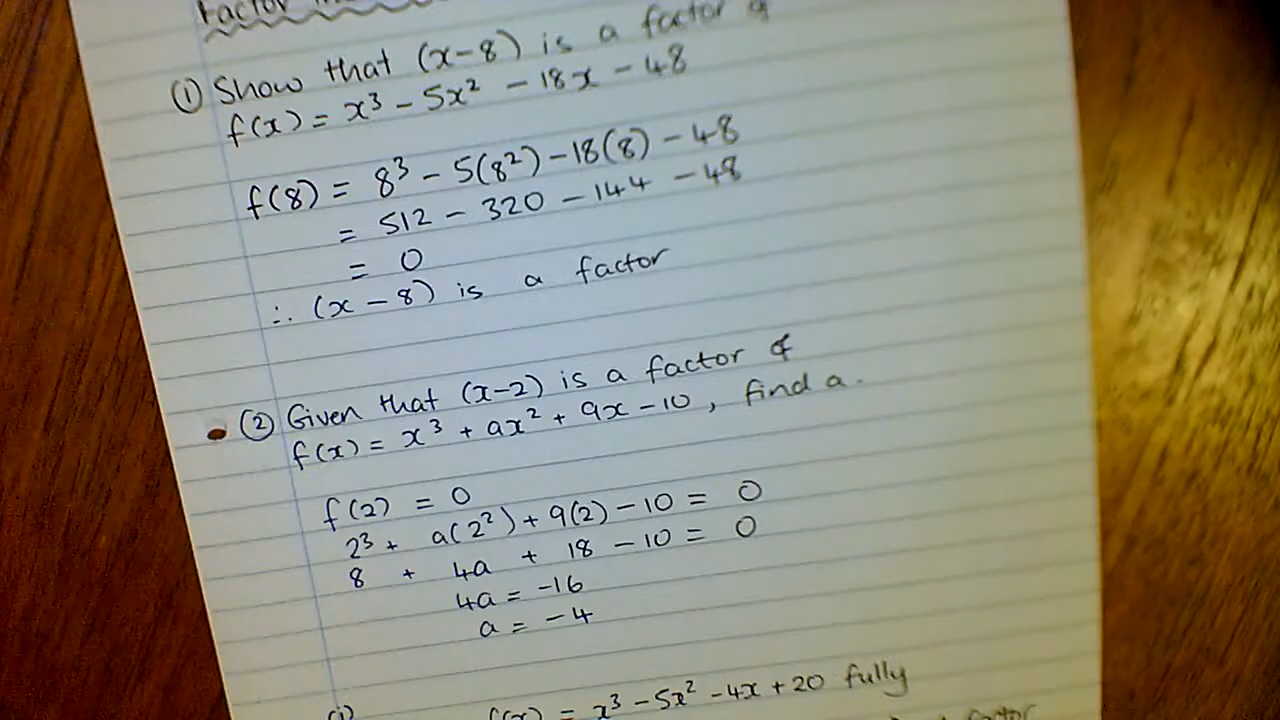 Factor
① Show that (x-8) is a factor of
f(x) = x³ - 5x² - 18x - 48
f(8) = 8³ - 5(8²) - 18(8) - 48
= 512 - 320 - 144 - 48
= 0
∴ (x - 8) is a factor
② Given that (x-2) is a factor of
f(x) = x³ + ax² + 9x - 10, find a.
f(2) = 0
2³ + a(2²) + 9(2) - 10 = 0
8 + 4a + 18 - 10 = 0
4a = -16
a = -4
(i) f(x) = x³ - 5x² - 4x + 20 fully
factor